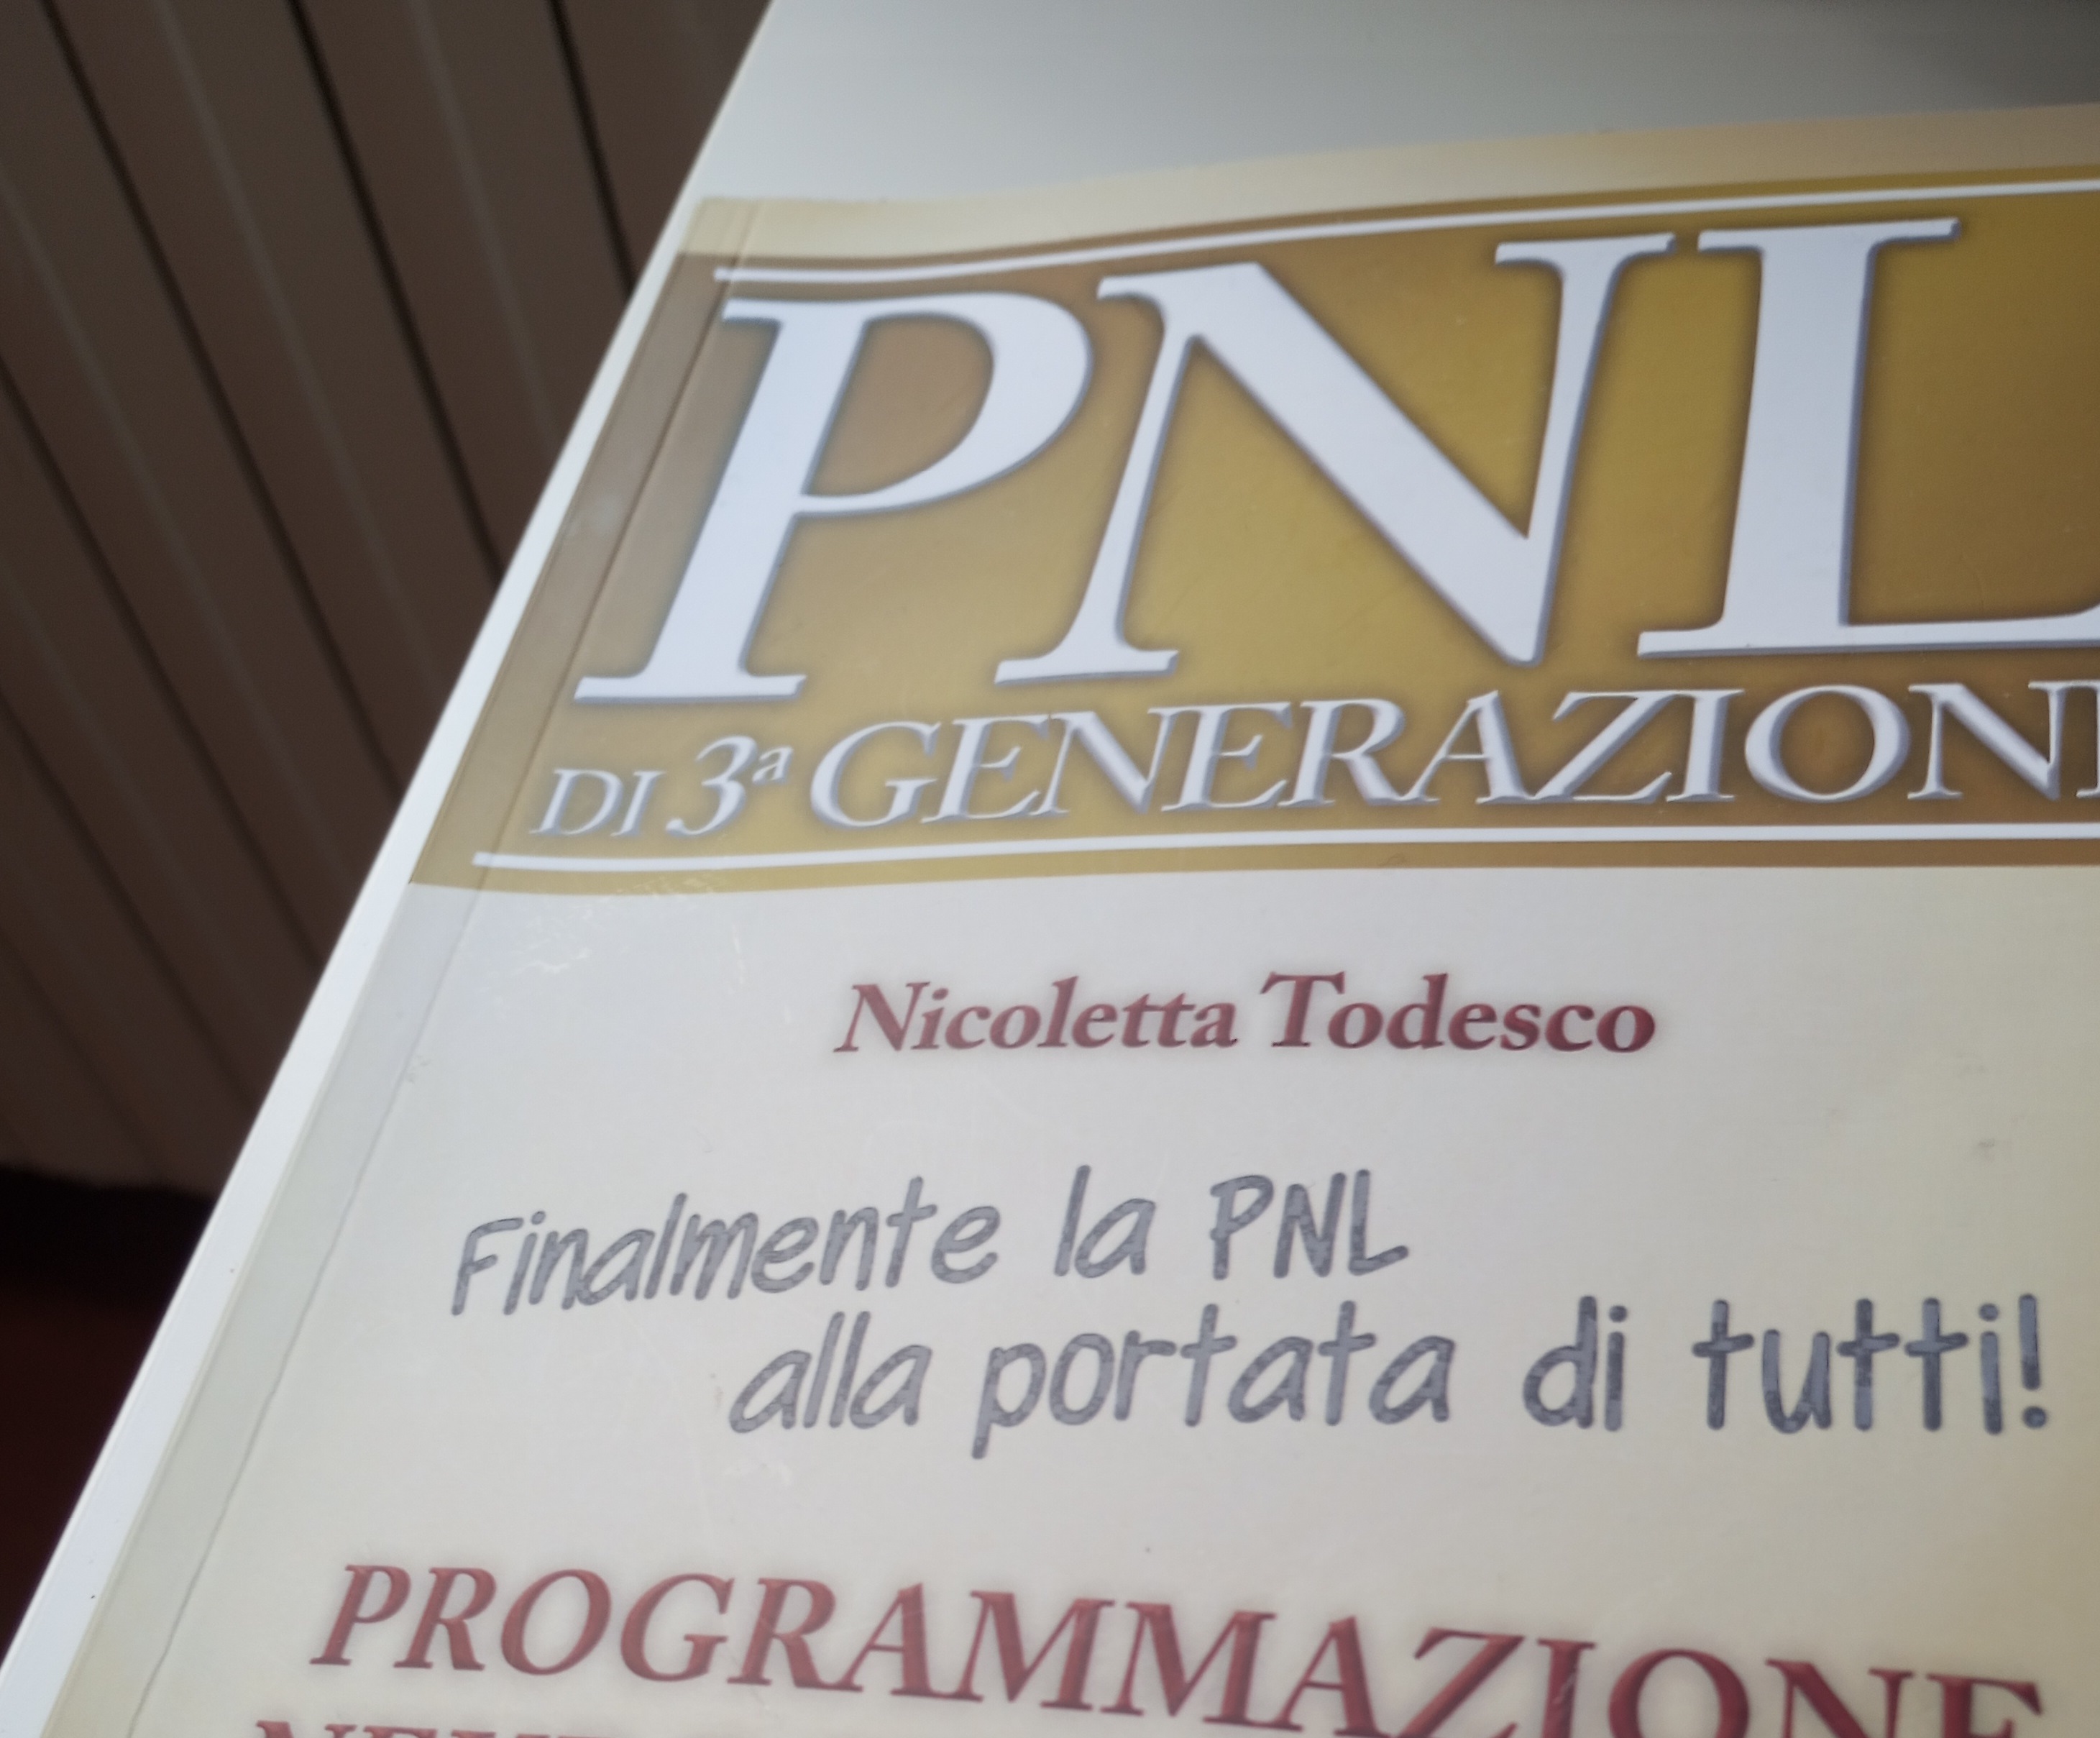 PNL
DI 3ª GENERAZIONE
Nicoletta Todesco
Finalmente la PNL
alla portata di tutti!
PROGRAMMAZIONE